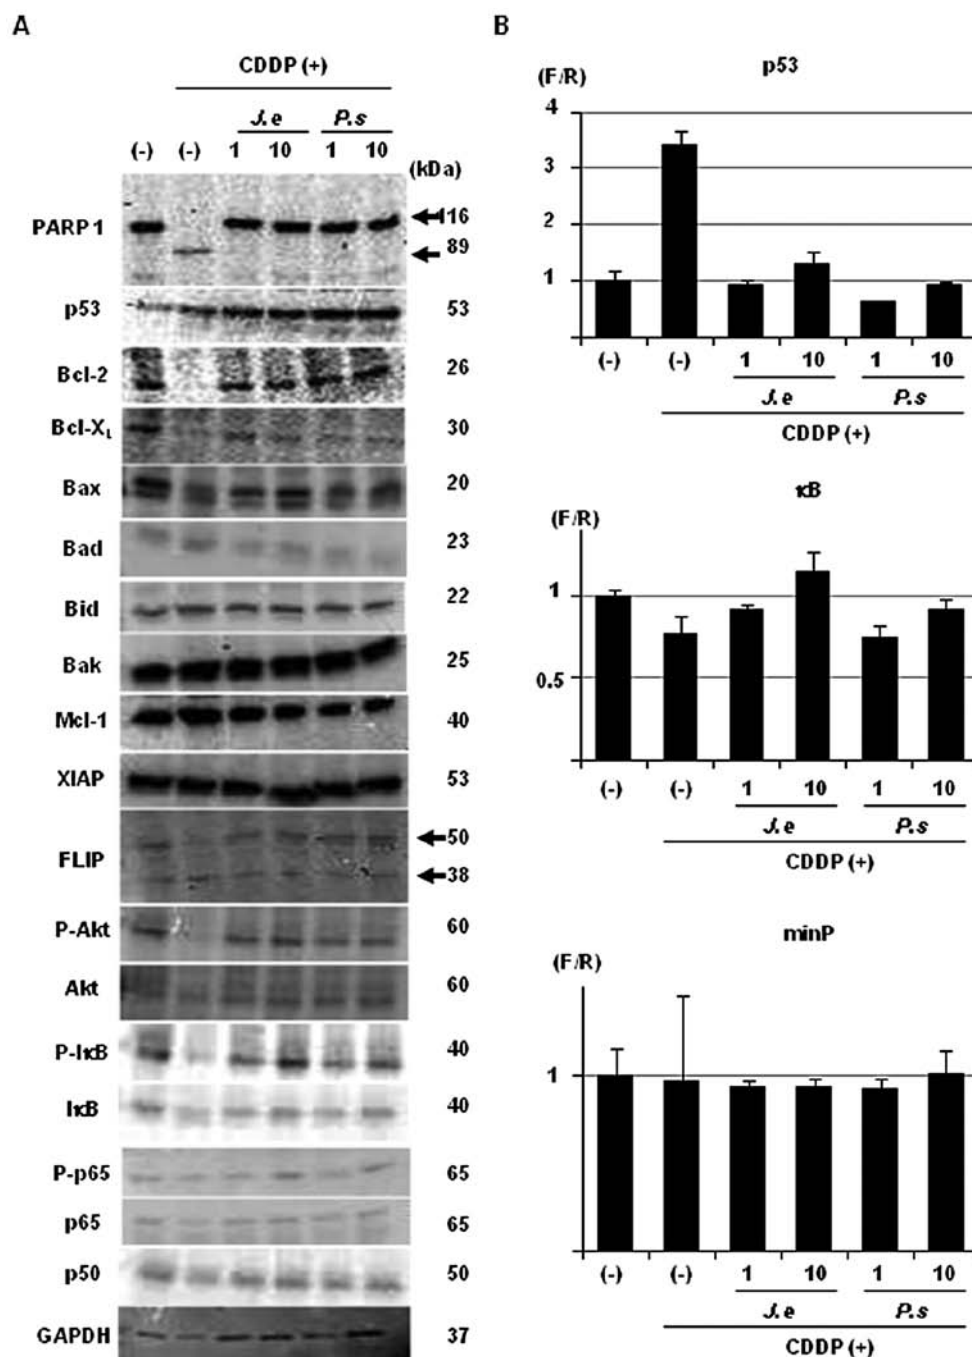 A
CDDP (+)
J.e P.s
(-) (-) 1 10 1 10
(kDa)
PARP1 116
89
p53 53
Bcl-2 26
Bcl-XL 30
Bax 20
Bad 23
Bid 22
Bak 25
Mcl-1 40
XIAP 53
FLIP 50
38
P-Akt 60
Akt 60
P-IκB 40
IκB 40
P-p65 65
p65 65
p50 50
GAPDH 37
B
p53
(F/R)
4
3
2
1
(-) (-) 1 10 1 10
J.e P.s
CDDP (+)
κB
(F/R)
1
0.5
(-) (-) 1 10 1 10
J.e P.s
CDDP (+)
minP
(F/R)
1
(-) (-) 1 10 1 10
J.e P.s
CDDP (+)